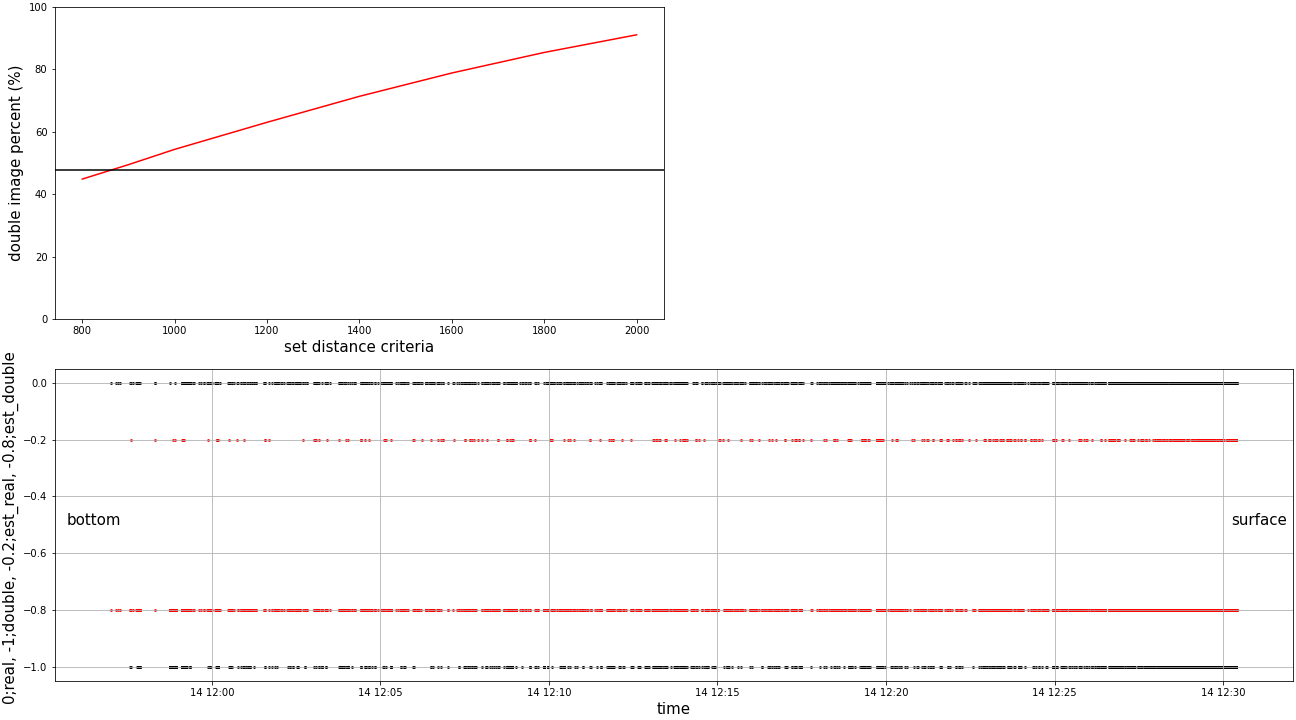 100
80
60
40
20
0
double image percent (%)
800 1000 1200 1400 1600 1800 2000
set distance criteria
0.0
−0.2
−0.4
−0.6
−0.8
−1.0
0;real, -1;double, -0.2;est_real, -0.8;est_double
bottom
surface
14 12:00 14 12:05 14 12:10 14 12:15 14 12:20 14 12:25 14 12:30
time